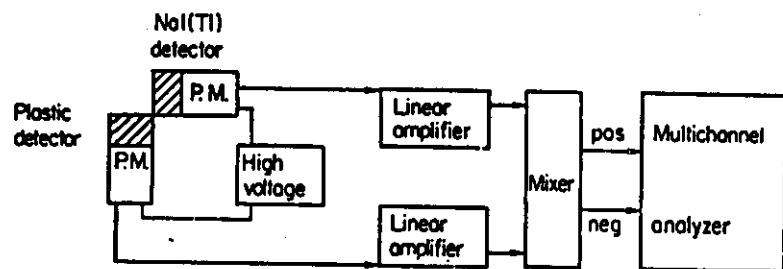 NaI(Tl)
detector
Plastic
detector
P.M.
P.M.
High
voltage
Linear
amplifier
Linear
amplifier
Mixer
pos
neg
Multichannel
analyzer